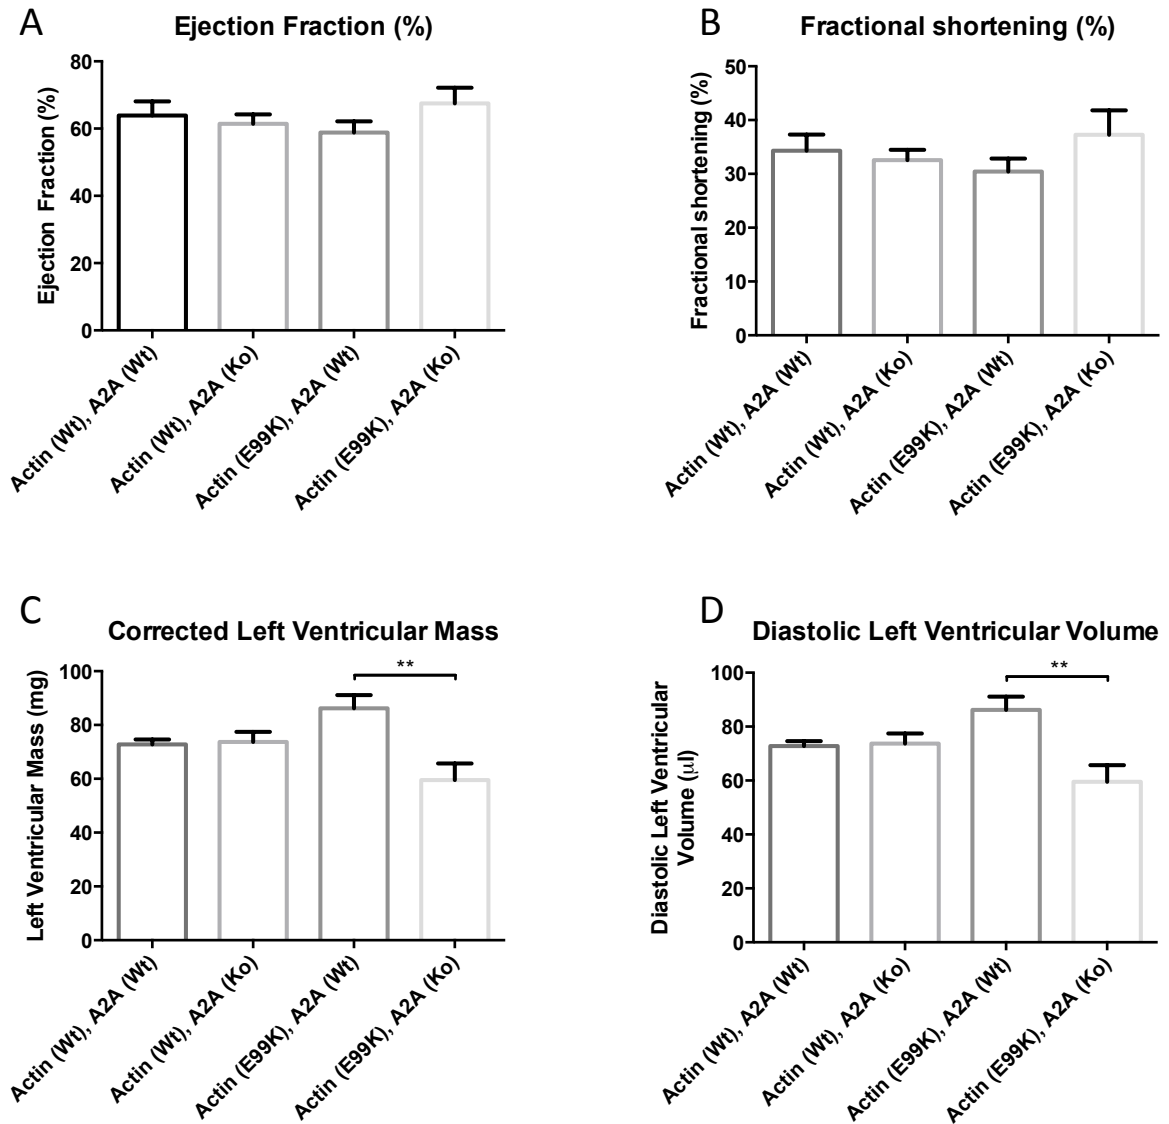 A
Ejection Fraction (%)
Ejection Fraction (%)
80
60
40
20
0
Actin (Wt), A2A (Wt)
Actin (Wt), A2A (Ko)
Actin (E99K), A2A (Wt)
Actin (E99K), A2A (Ko)
B
Fractional shortening (%)
Fractional shortening (%)
50
40
30
20
10
0
Actin (Wt), A2A (Wt)
Actin (Wt), A2A (Ko)
Actin (E99K), A2A (Wt)
Actin (E99K), A2A (Ko)
C
Corrected Left Ventricular Mass
Left Ventricular Mass (mg)
100
80
60
40
20
0
**
Actin (Wt), A2A (Wt)
Actin (Wt), A2A (Ko)
Actin (E99K), A2A (Wt)
Actin (E99K), A2A (Ko)
D
Diastolic Left Ventricular Volume
Diastolic Left Ventricular
Volume (μl)
100
80
60
40
20
0
**
Actin (Wt), A2A (Wt)
Actin (Wt), A2A (Ko)
Actin (E99K), A2A (Wt)
Actin (E99K), A2A (Ko)